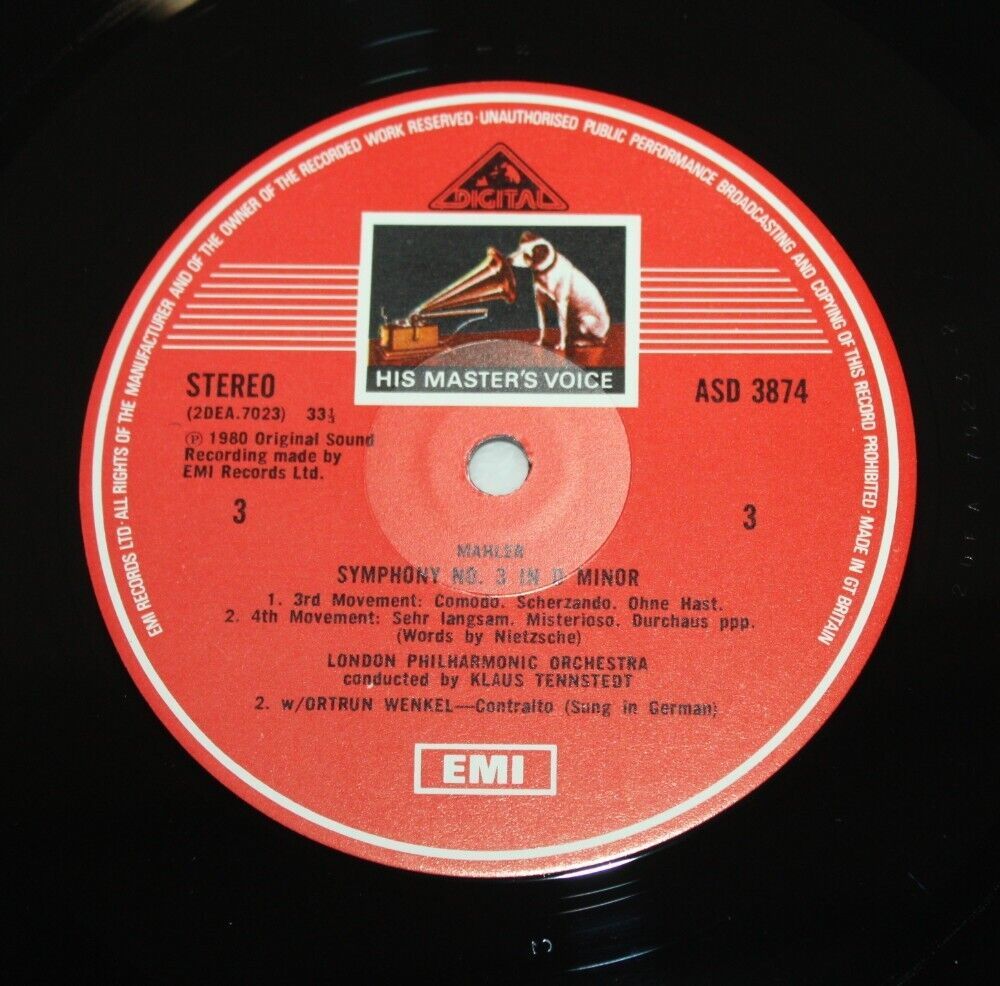 EMI RECORDS LTD·ALL RIGHTS OF THE MANUFACTURER AND OF THE OWNER OF THE RECORDED WORK RESERVED·UNAUTHORISED PUBLIC PERFORMANCE BROADCASTING AND COPYING OF THIS RECORD PROHIBITED·MADE IN GT BRITAIN
DIGITAL
HIS MASTER'S VOICE
STEREO
(2DEA.7023) 33⅓
ASD 3874
℗ 1980 Original Sound
Recording made by
EMI Records Ltd.
3
3
MAHLER
SYMPHONY NO. 3 IN D MINOR
1. 3rd Movement: Comodo. Scherzando. Ohne Hast.
2. 4th Movement: Sehr langsam. Misterioso. Durchaus ppp.
(Words by Nietzsche)
LONDON PHILHARMONIC ORCHESTRA
conducted by KLAUS TENNSTEDT
2. w/ORTRUN WENKEL—Contralto (Sung in German)
EMI